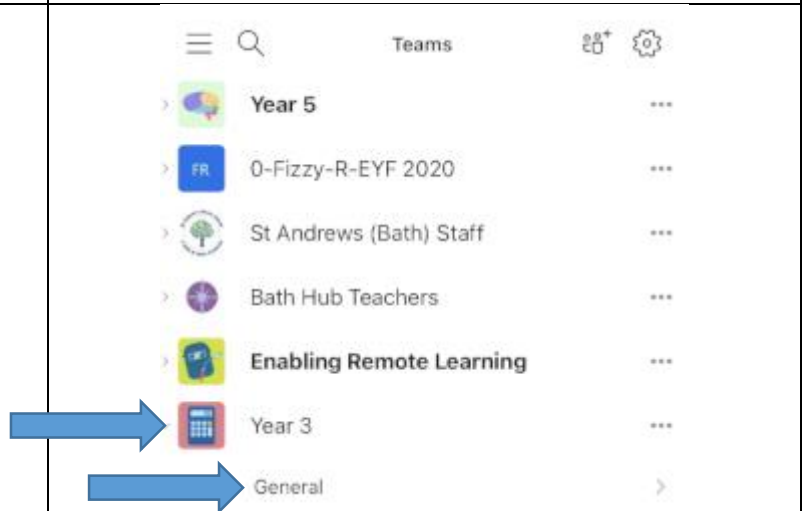 Teams
Year 5
FR 0-Fizzy-R-EYF 2020
St Andrews (Bath) Staff
Bath Hub Teachers
Enabling Remote Learning
Year 3
General